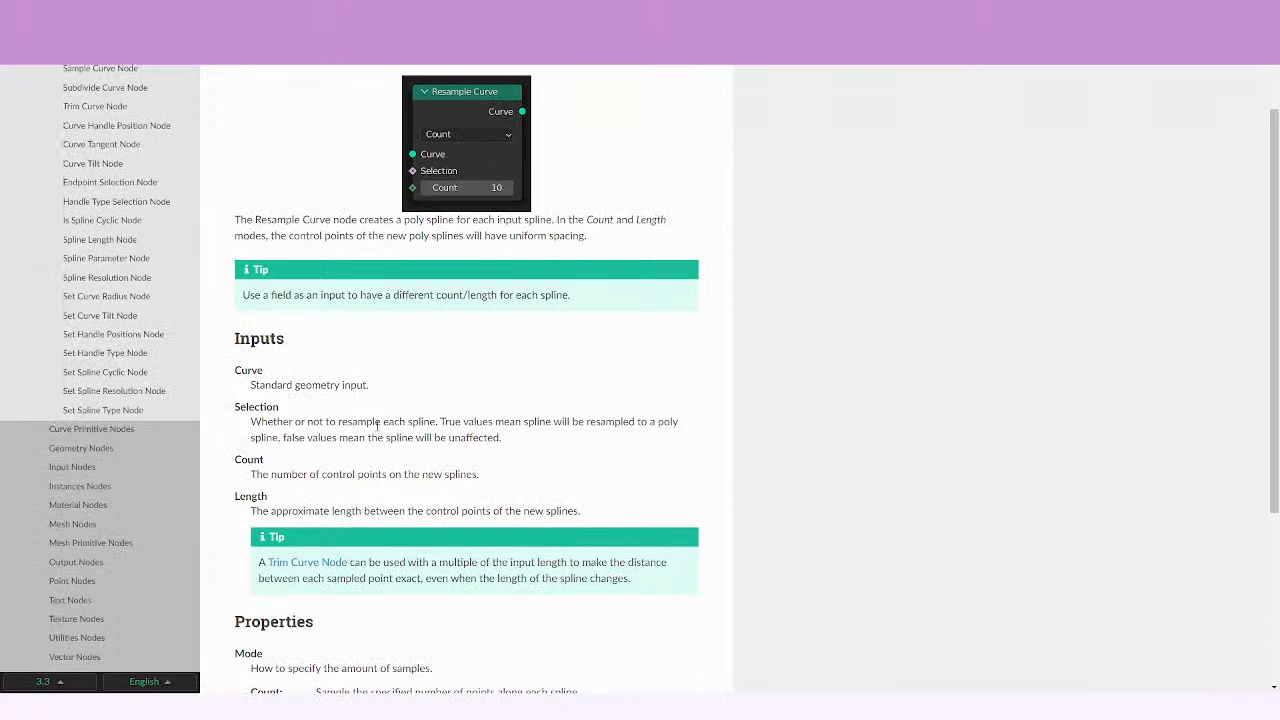 Sample Curve Node
Subdivide Curve Node
Trim Curve Node
Curve Handle Position Node
Curve Tangent Node
Curve Tilt Node
Endpoint Selection Node
Handle Type Selection Node
Is Spline Cyclic Node
Spline Length Node
Spline Parameter Node
Spline Resolution Node
Set Curve Radius Node
Set Curve Tilt Node
Set Handle Positions Node
Set Handle Type Node
Set Spline Cyclic Node
Set Spline Resolution Node
Set Spline Type Node
Curve Primitive Nodes
Geometry Nodes
Input Nodes
Instances Nodes
Material Nodes
Mesh Nodes
Mesh Primitive Nodes
Output Nodes
Point Nodes
Text Nodes
Texture Nodes
Utilities Nodes
Vector Nodes
3.3
English
Resample Curve
Curve
Count
Curve
Selection
Count 10
The Resample Curve node creates a poly spline for each input spline. In the Count and Length
modes, the control points of the new poly splines will have uniform spacing.
Tip
Use a field as an input to have a different count/length for each spline.
Inputs
Curve
Standard geometry input.
Selection
Whether or not to resample each spline. True values mean spline will be resampled to a poly
spline, false values mean the spline will be unaffected.
Count
The number of control points on the new splines.
Length
The approximate length between the control points of the new splines.
Tip
A Trim Curve Node can be used with a multiple of the input length to make the distance
between each sampled point exact, even when the length of the spline changes.
Properties
Mode
How to specify the amount of samples.
Count: Sample the specified number of points along each spline.